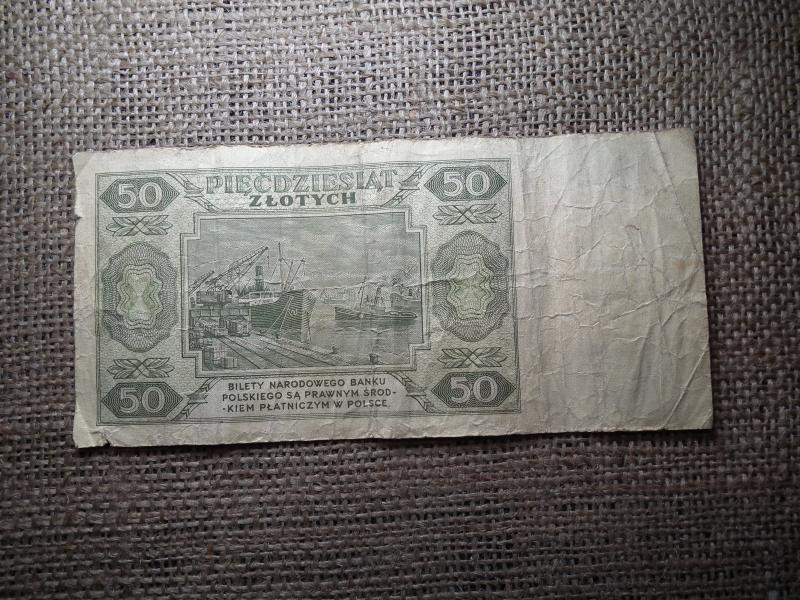 50 PIĘĆDZIESIĄT 50
ZŁOTYCH
50 BILETY NARODOWEGO BANKU 50
POLSKIEGO SĄ PRAWNYM ŚROD-
-KIEM PŁATNICZYM W POLSCE